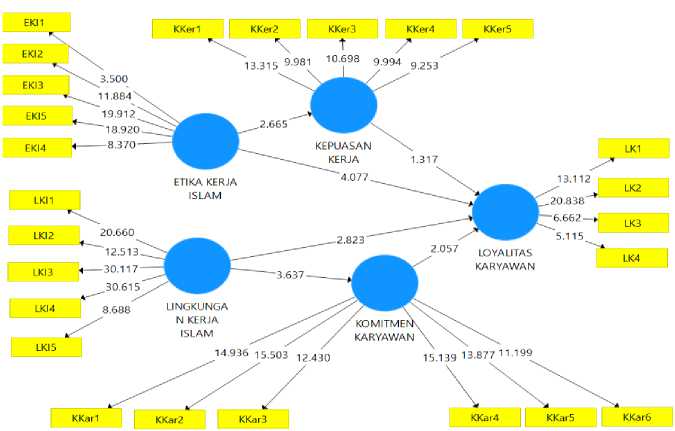 EKI1
EKI2
EKI3
EKI5
EKI4
3.500
11.884
19.912
18.920
8.370
ETIKA KERJA
ISLAM
KKer1
KKer2
KKer3
KKer4
KKer5
13.315
9.981
10.698
9.994
9.253
KEPUASAN
KERJA
2.665
4.077
1.317
LKI1
LKI2
LKI3
LKI4
LKI5
20.660
12.513
30.117
30.615
8.688
LINGKUNGA
N KERJA
ISLAM
2.823
3.637
2.057
KOMITMEN
KARYAWAN
LOYALITAS
KARYAWAN
13.112
20.838
6.662
5.115
LK1
LK2
LK3
LK4
14.936
15.503
12.430
15.139
13.877
11.199
KKar1
KKar2
KKar3
KKar4
KKar5
KKar6